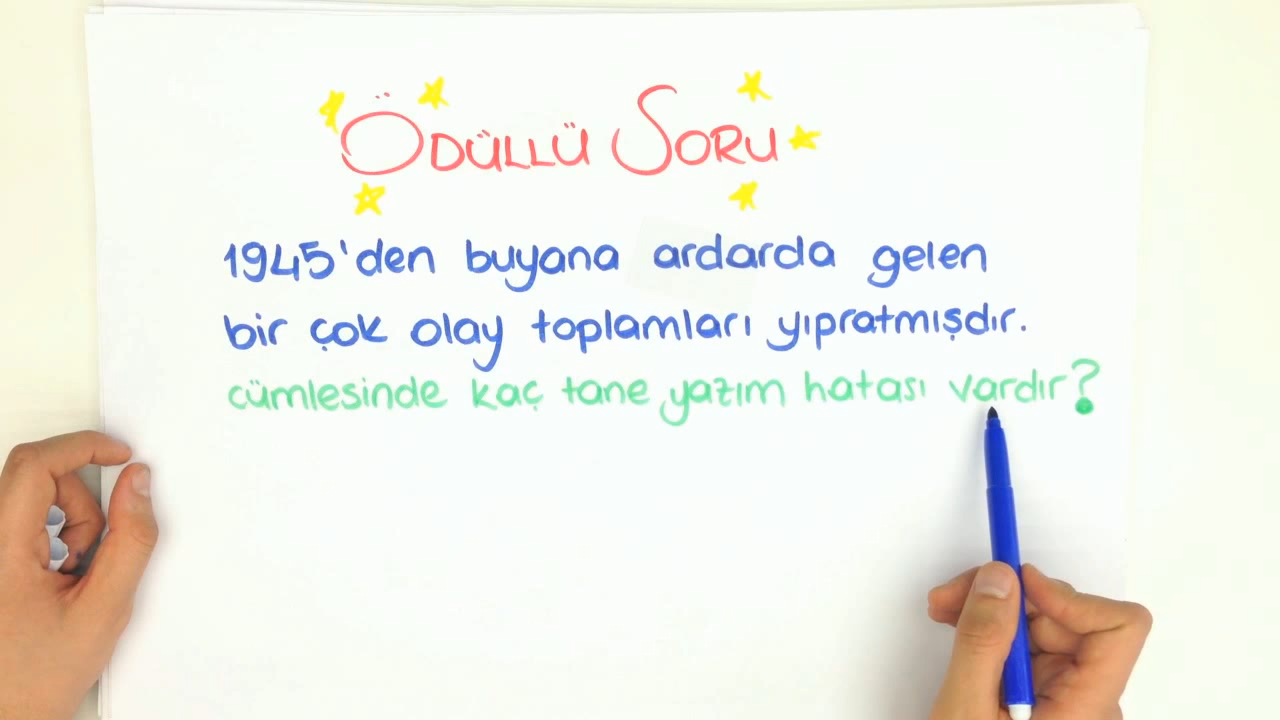 ÖDÜLLÜ SORU
1945'den buyana ardarda gelen
bir çok olay toplamları yıpratmışdır.
cümlesinde kaç tane yazım hatası vardır?